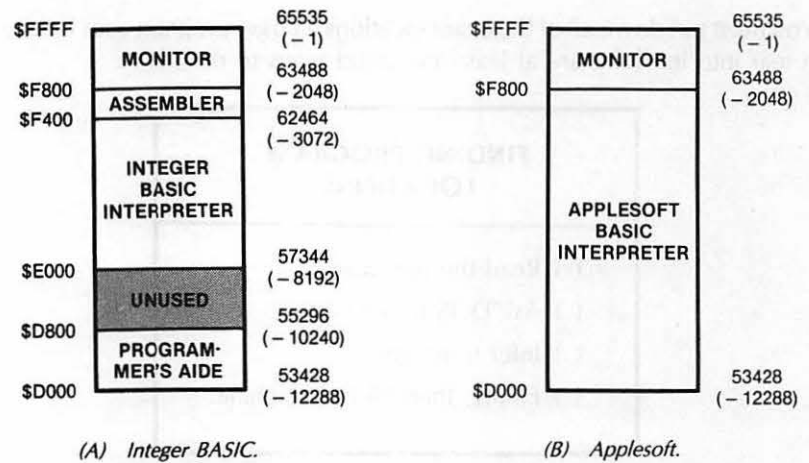 $FFFF
MONITOR
65535
(−1)
$F800
63488
(−2048)
ASSEMBLER
$F400
62464
(−3072)
INTEGER
BASIC
INTERPRETER
$E000
57344
(−8192)
UNUSED
$D800
55296
(−10240)
PROGRAM-
MER'S AIDE
$D000
53428
(−12288)
(A) Integer BASIC.
$FFFF
MONITOR
65535
(−1)
$F800
63488
(−2048)
APPLESOFT
BASIC
INTERPRETER
$D000
53428
(−12288)
(B) Applesoft.